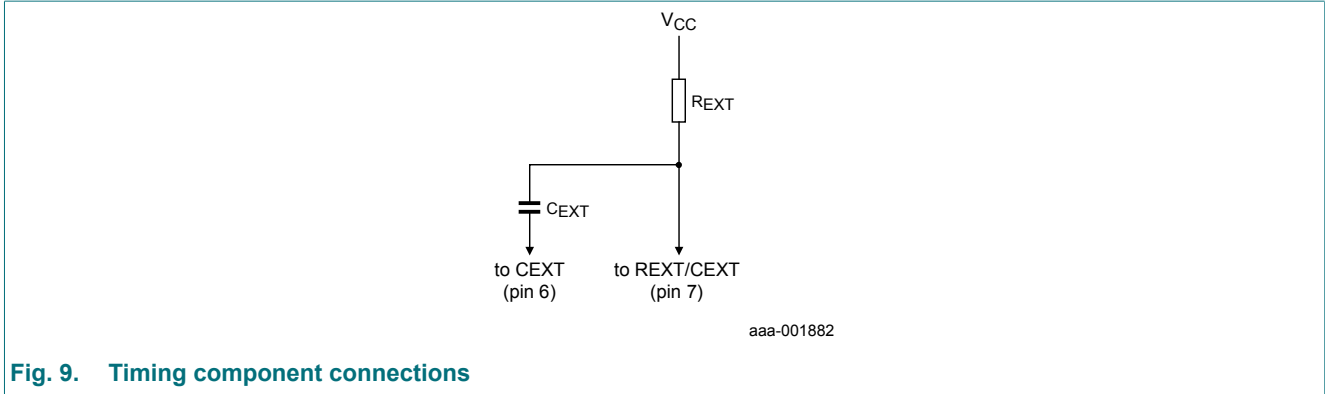 VCC
REXT
CEXT
to CEXT
(pin 6)
to REXT/CEXT
(pin 7)
aaa-001882
Fig. 9. Timing component connections